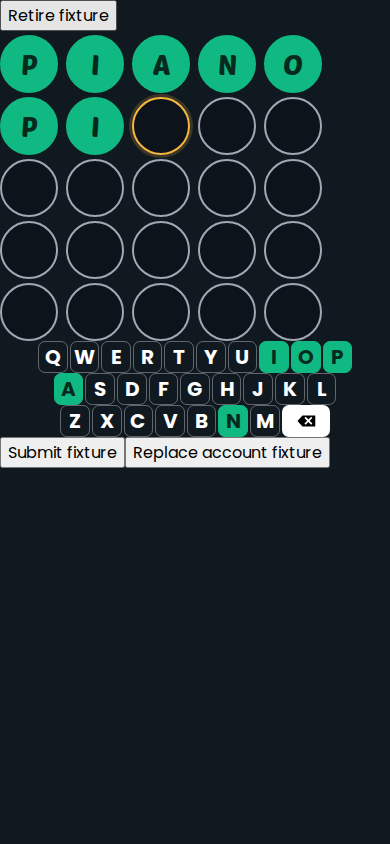 Retire fixture
P I A N O
P I
Q W E R T Y U I O P
A S D F G H J K L
Z X C V B N M
Submit fixture Replace account fixture